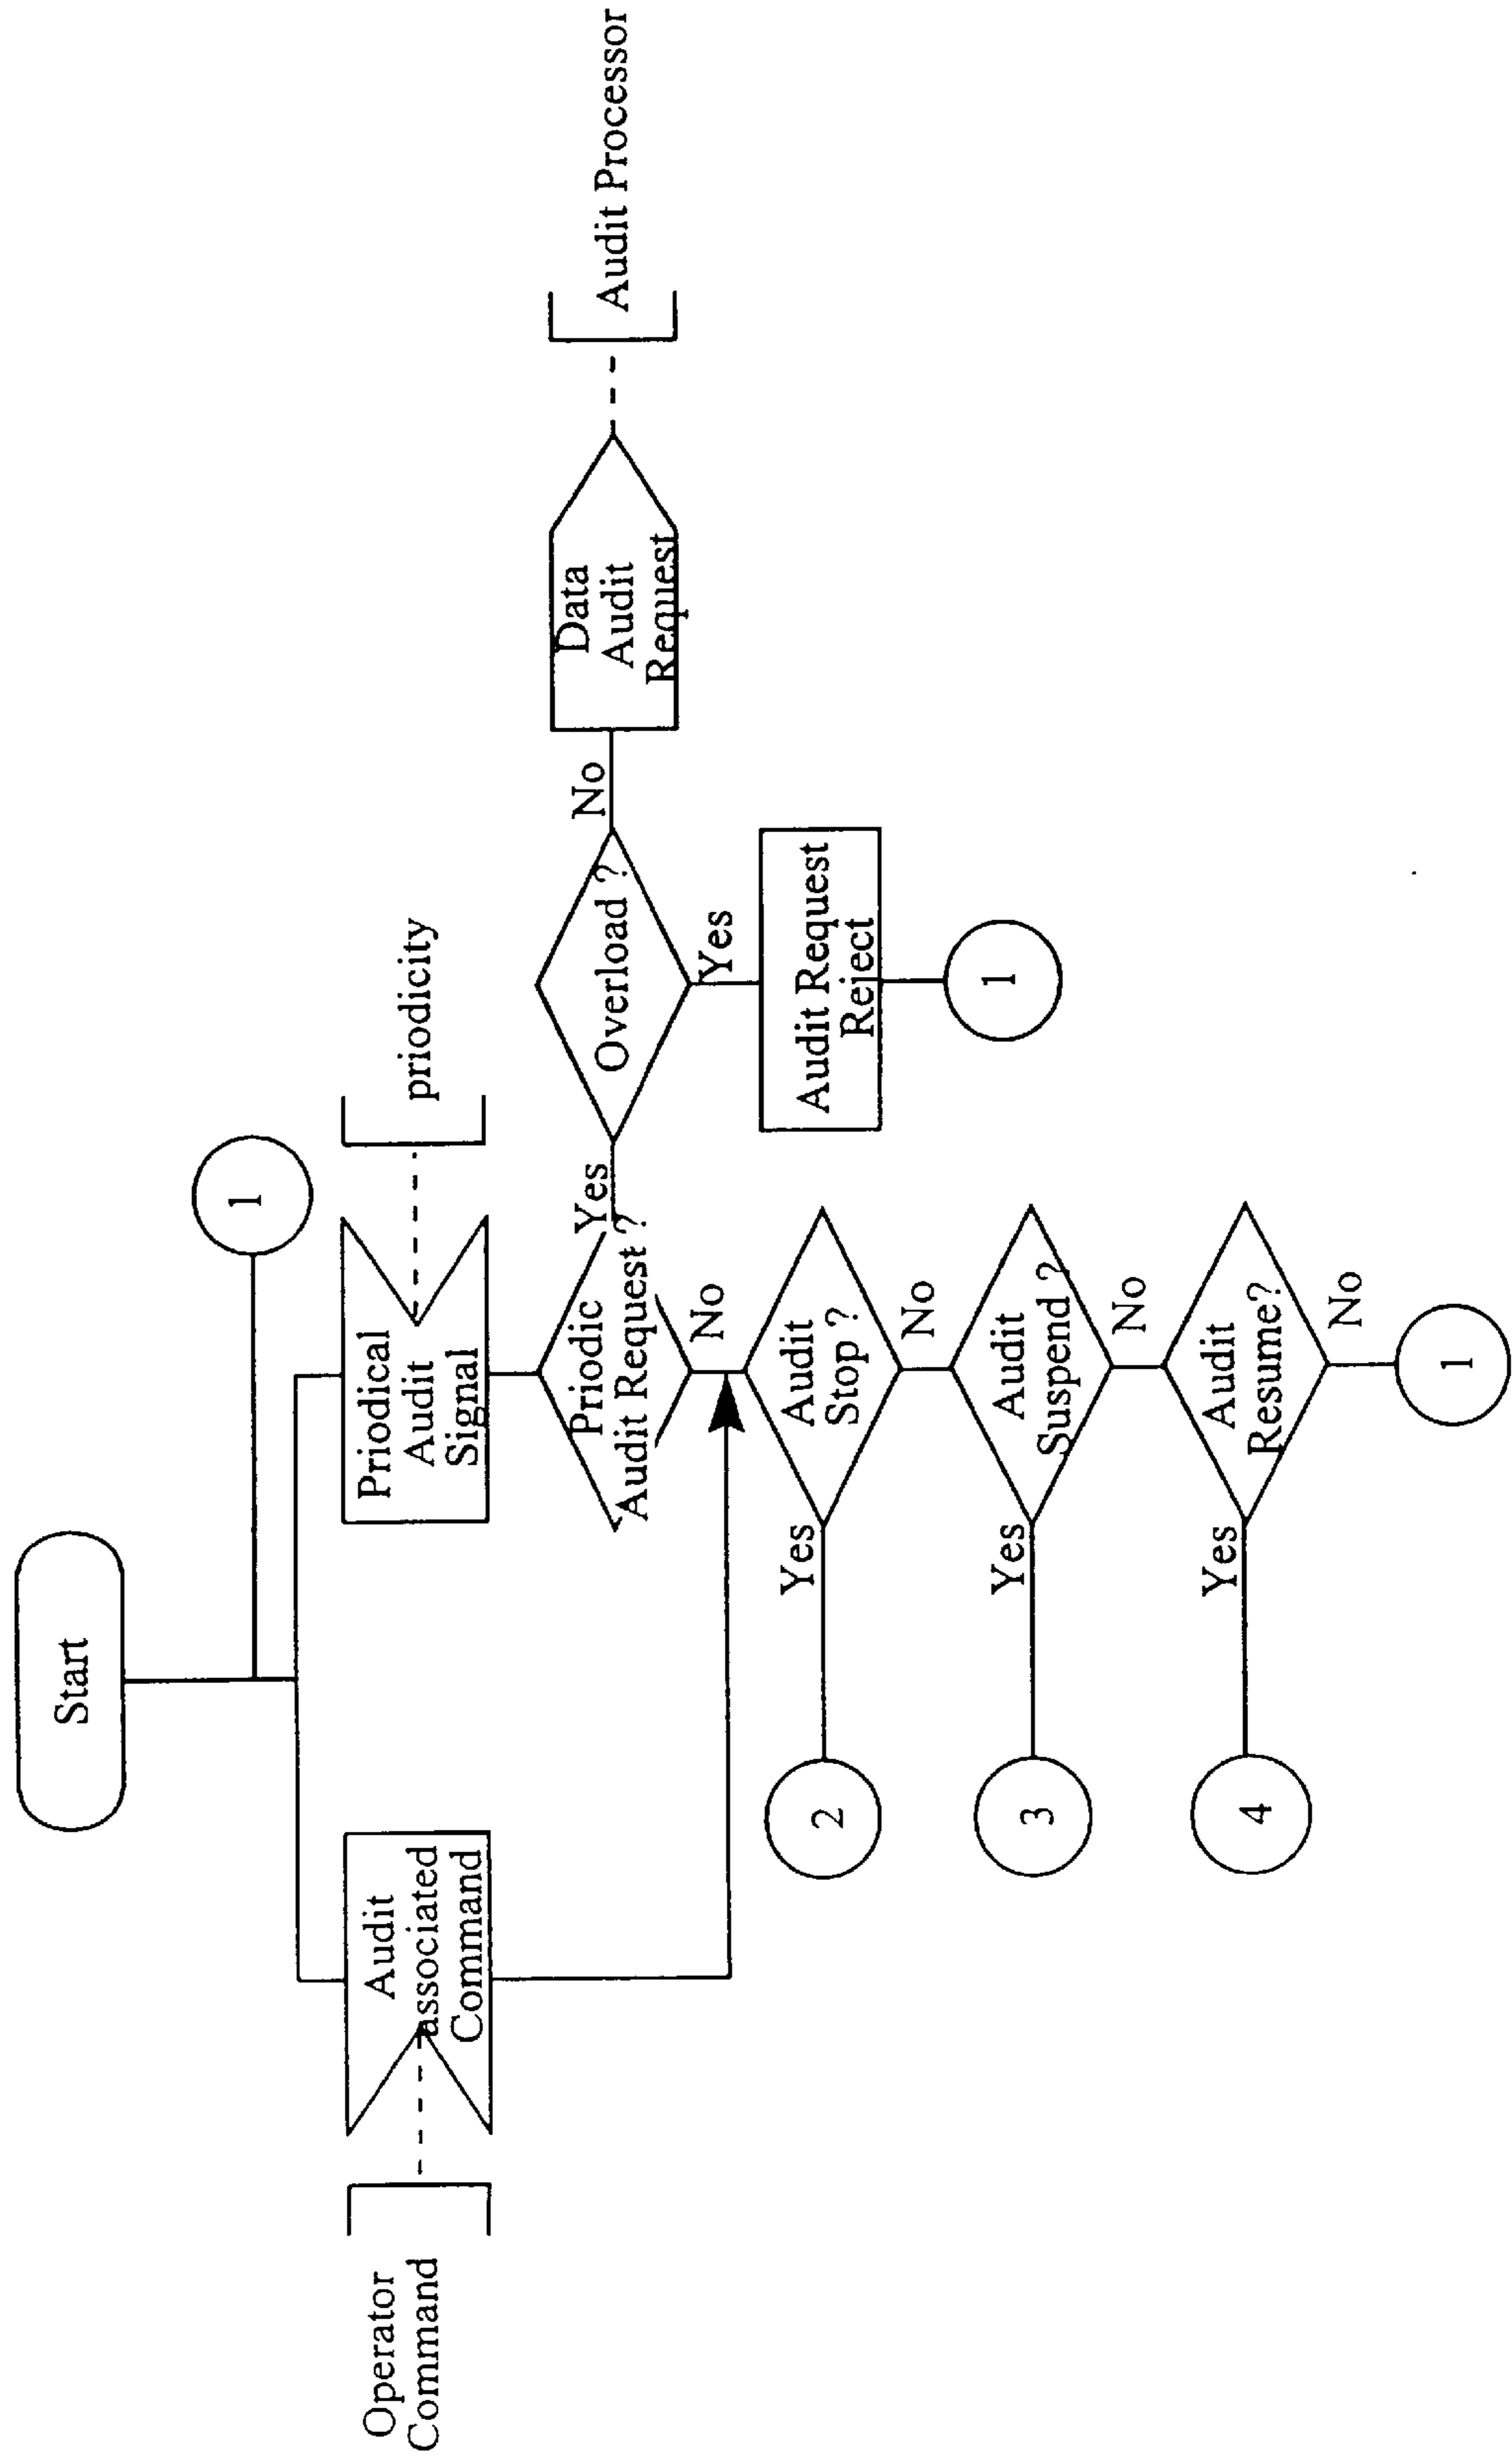 Start
1
Operator
Command
Audit
associated
Command
Priodical
Audit
Signal
priodicity
Priodic
Audit Request ?
Yes
No
Overload ?
No
Yes
Data
Audit
Request
Audit Processor
Audit Request
Reject
1
Audit
Stop ?
Yes
No
2
Audit
Suspend ?
Yes
No
3
Audit
Resume?
Yes
No
4
1